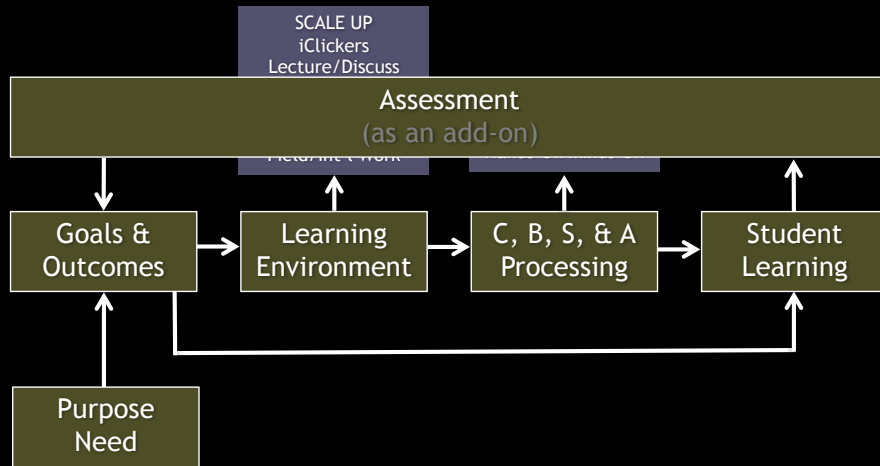 SCALE UP
iClickers
Lecture/Discuss
Assessment
(as an add-on)
Goals &
Outcomes
Learning
Environment
C, B, S, & A
Processing
Student
Learning
Purpose
Need